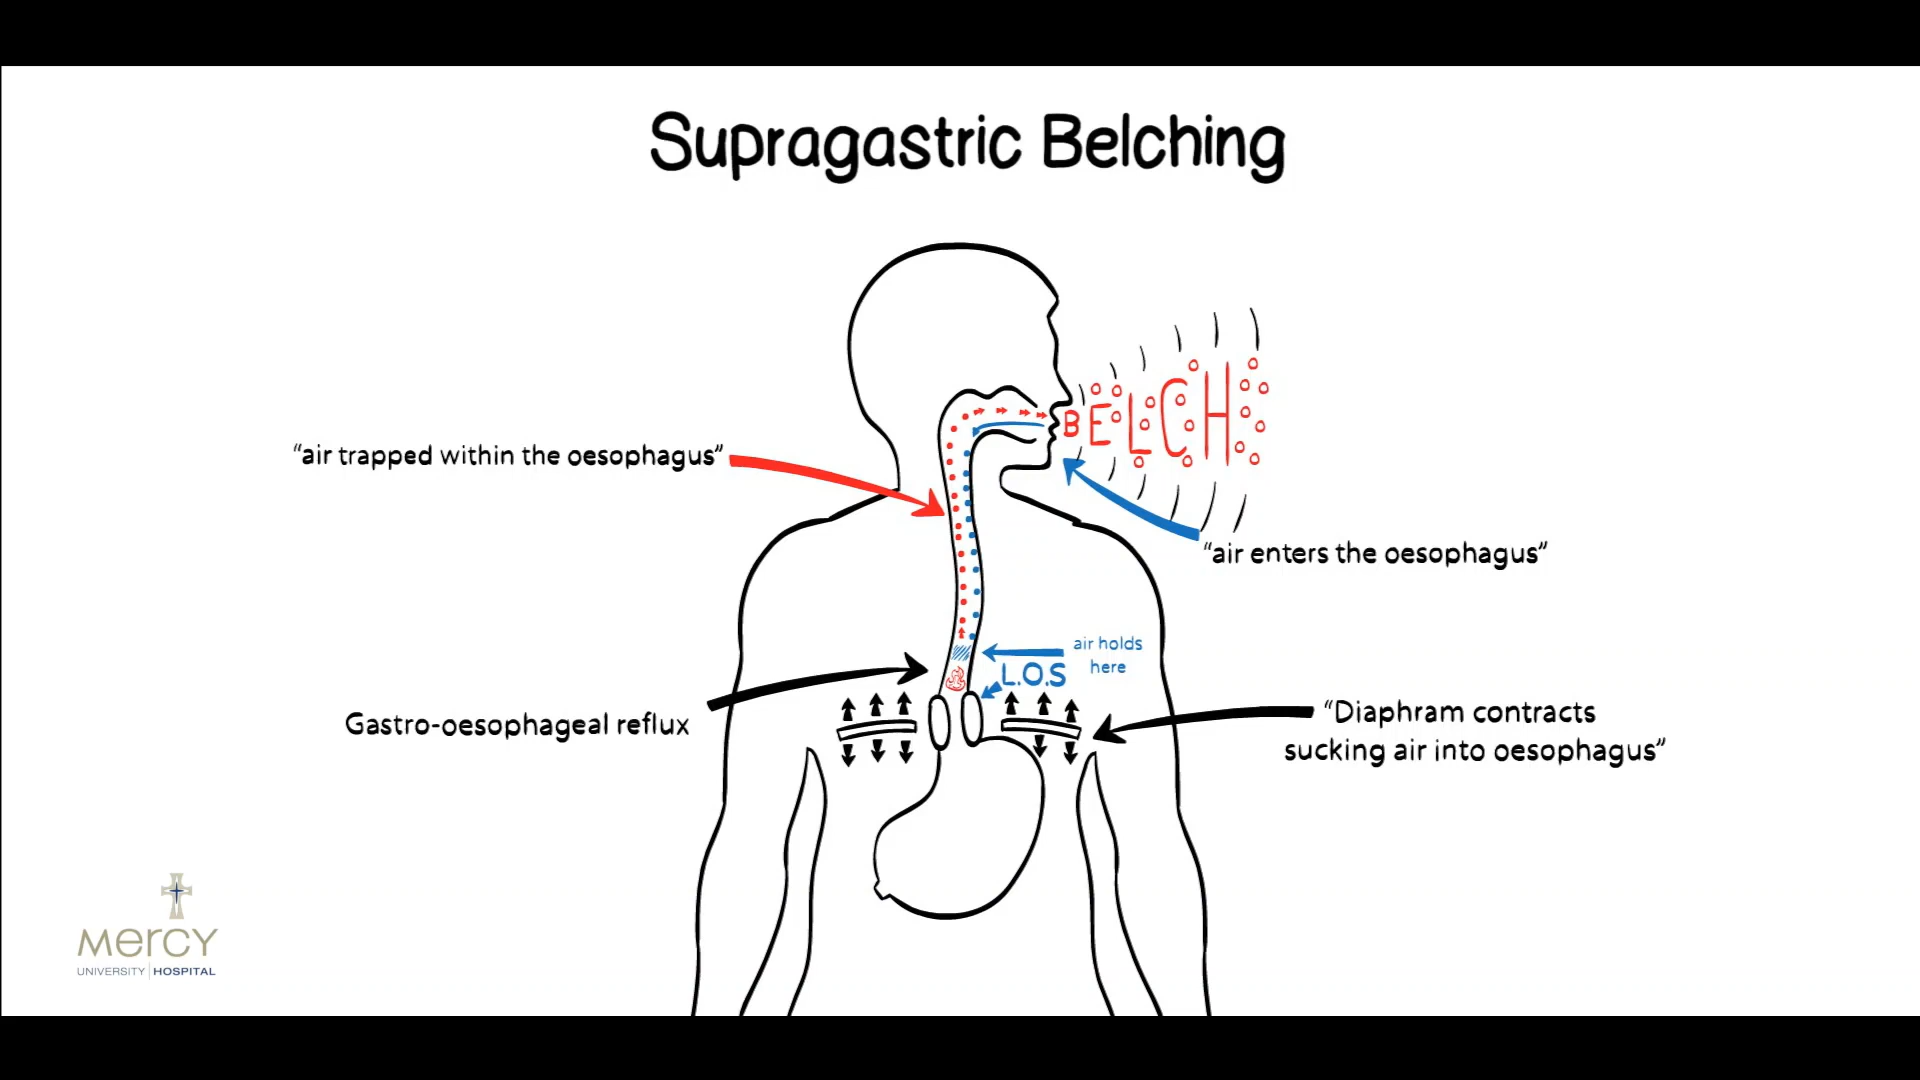 Supragastric Belching
BELCH
"air trapped within the oesophagus"
"air enters the oesophagus"
air holds
here
L.O.S
Gastro-oesophageal reflux
"Diaphram contracts
sucking air into oesophagus"
mercy
UNIVERSITY | HOSPITAL